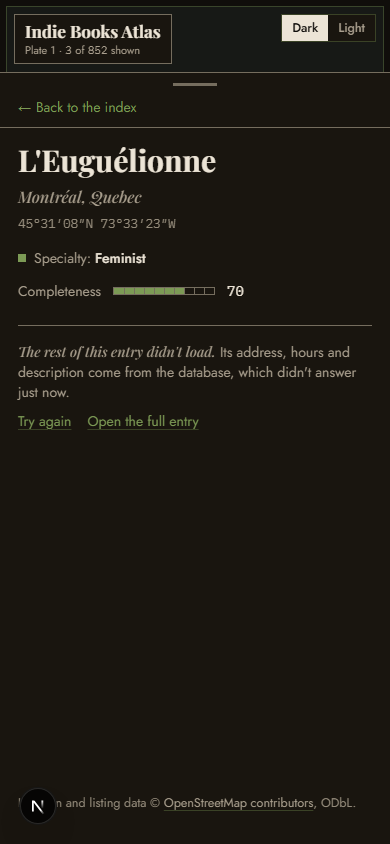 Indie Books Atlas
Plate 1 · 3 of 852 shown
Dark Light
← Back to the index
L'Euguélionne
Montréal, Quebec
45°31′08″N 73°33′23″W
Specialty: Feminist
Completeness 70
The rest of this entry didn't load. Its address, hours and
description come from the database, which didn't answer
just now.
Try again Open the full entry
N
and listing data © OpenStreetMap contributors, ODbL.